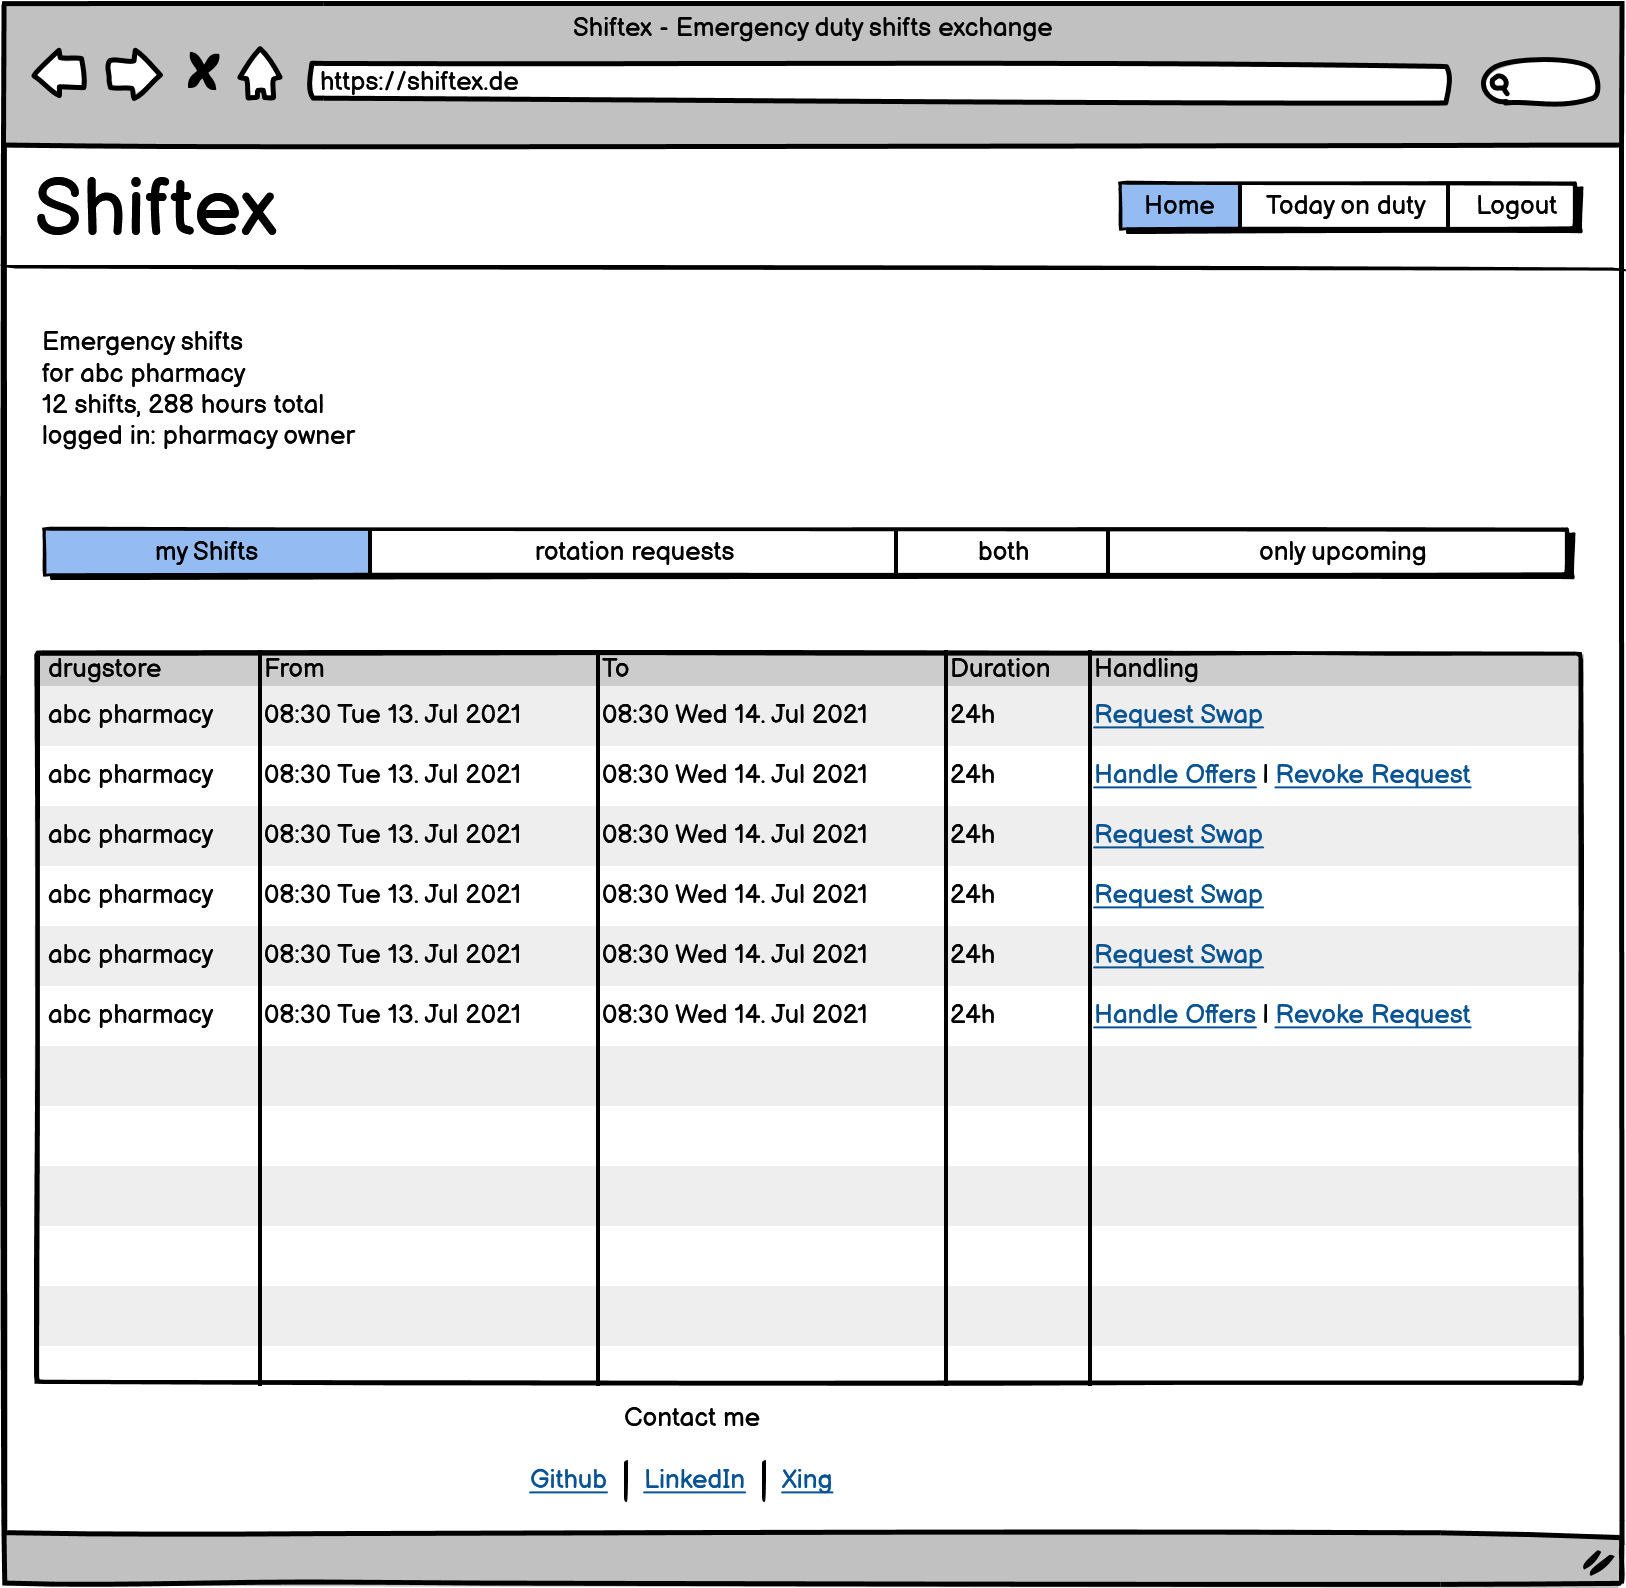 Shiftex - Emergency duty shifts exchange
https://shiftex.de
Shiftex
Home Today on duty Logout
Emergency shifts
for abc pharmacy
12 shifts, 288 hours total
logged in: pharmacy owner
my Shifts rotation requests both only upcoming
drugstore From To Duration Handling
abc pharmacy 08:30 Tue 13. Jul 2021 08:30 Wed 14. Jul 2021 24h Request Swap
abc pharmacy 08:30 Tue 13. Jul 2021 08:30 Wed 14. Jul 2021 24h Handle Offers | Revoke Request
abc pharmacy 08:30 Tue 13. Jul 2021 08:30 Wed 14. Jul 2021 24h Request Swap
abc pharmacy 08:30 Tue 13. Jul 2021 08:30 Wed 14. Jul 2021 24h Request Swap
abc pharmacy 08:30 Tue 13. Jul 2021 08:30 Wed 14. Jul 2021 24h Request Swap
abc pharmacy 08:30 Tue 13. Jul 2021 08:30 Wed 14. Jul 2021 24h Handle Offers | Revoke Request
Contact me
Github | LinkedIn | Xing